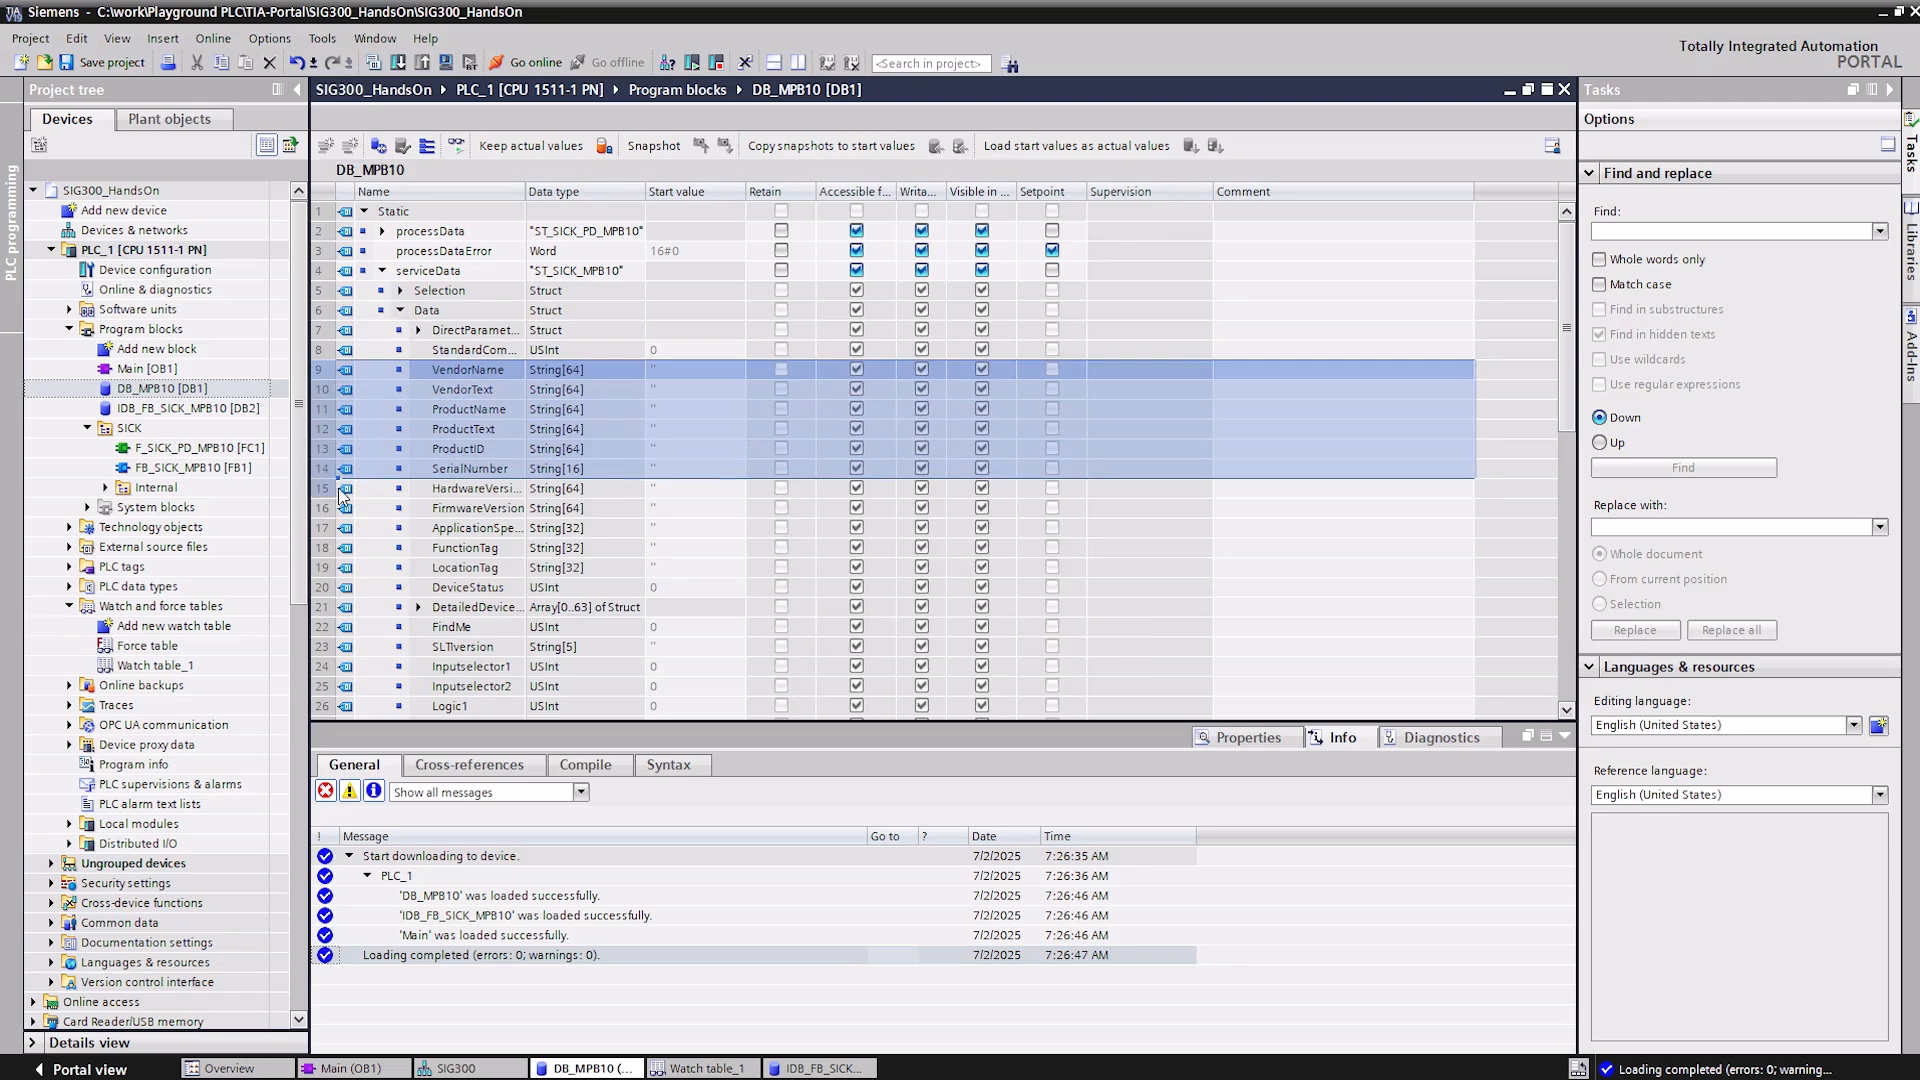 Siemens - C:\work\Playground PLC\TIA-Portal\SIG300_HandsOn\SIG300_HandsOn
Project Edit View Insert Online Options Tools Window Help
Totally Integrated Automation
PORTAL
Save project
Go online
Go offline
<Search in project>
Project tree
SIG300_HandsOn PLC_1 [CPU 1511-1 PN] Program blocks DB_MPB10 [DB1]
Tasks
Devices Plant objects
Options
PLC programming
Tasks
Libraries
Add-Ins
Keep actual values Snapshot Copy snapshots to start values Load start values as actual values
DB_MPB10
Name Data type Start value Retain Accessible f... Writa... Visible in ... Setpoint Supervision Comment
1 Static
2 processData "ST_SICK_PD_MPB10"
3 processDataError Word 16#0
4 serviceData "ST_SICK_MPB10"
5 Selection Struct
6 Data Struct
7 DirectParamet... Struct
8 StandardCom... USInt 0
9 VendorName String[64] ''
10 VendorText String[64] ''
11 ProductName String[64] ''
12 ProductText String[64] ''
13 ProductID String[64] ''
14 SerialNumber String[16] ''
15 HardwareVersi... String[64] ''
16 FirmwareVersion String[64] ''
17 ApplicationSpe... String[32] ''
18 FunctionTag String[32] ''
19 LocationTag String[32] ''
20 DeviceStatus USInt 0
21 DetailedDevice... Array[0..63] of Struct
22 FindMe USInt 0
23 SLTIversion String[5] ''
24 Inputselector1 USInt 0
25 Inputselector2 USInt 0
26 Logic1 USInt 0
SIG300_HandsOn
Add new device
Devices & networks
PLC_1 [CPU 1511-1 PN]
Device configuration
Online & diagnostics
Software units
Program blocks
Add new block
Main [OB1]
DB_MPB10 [DB1]
IDB_FB_SICK_MPB10 [DB2]
SICK
F_SICK_PD_MPB10 [FC1]
FB_SICK_MPB10 [FB1]
Internal
System blocks
Technology objects
External source files
PLC tags
PLC data types
Watch and force tables
Add new watch table
Force table
Watch table_1
Online backups
Traces
OPC UA communication
Device proxy data
Program info
PLC supervisions & alarms
PLC alarm text lists
Local modules
Distributed I/O
Ungrouped devices
Security settings
Cross-device functions
Common data
Documentation settings
Languages & resources
Version control interface
Online access
Card Reader/USB memory
Details view
Find and replace
Find:
Whole words only
Match case
Find in substructures
Find in hidden texts
Use wildcards
Use regular expressions
Down
Up
Find
Replace with:
Whole document
From current position
Selection
Replace Replace all
Languages & resources
Editing language:
English (United States)
Reference language:
English (United States)
Properties Info Diagnostics
General Cross-references Compile Syntax
Show all messages
! Message Go to ? Date Time
Start downloading to device. 7/2/2025 7:26:35 AM
PLC_1 7/2/2025 7:26:36 AM
'DB_MPB10' was loaded successfully. 7/2/2025 7:26:46 AM
'IDB_FB_SICK_MPB10' was loaded successfully. 7/2/2025 7:26:46 AM
'Main' was loaded successfully. 7/2/2025 7:26:46 AM
Loading completed (errors: 0; warnings: 0). 7/2/2025 7:26:47 AM
Portal view Overview Main (OB1) SIG300 DB_MPB10 (... Watch table_1 IDB_FB_SICK... Loading completed (errors: 0; warning...